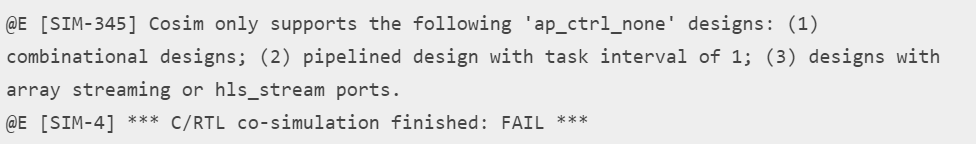 @E [SIM-345] Cosim only supports the following 'ap_ctrl_none' designs: (1)
combinational designs; (2) pipelined design with task interval of 1; (3) designs with
array streaming or hls_stream ports.
@E [SIM-4] *** C/RTL co-simulation finished: FAIL ***